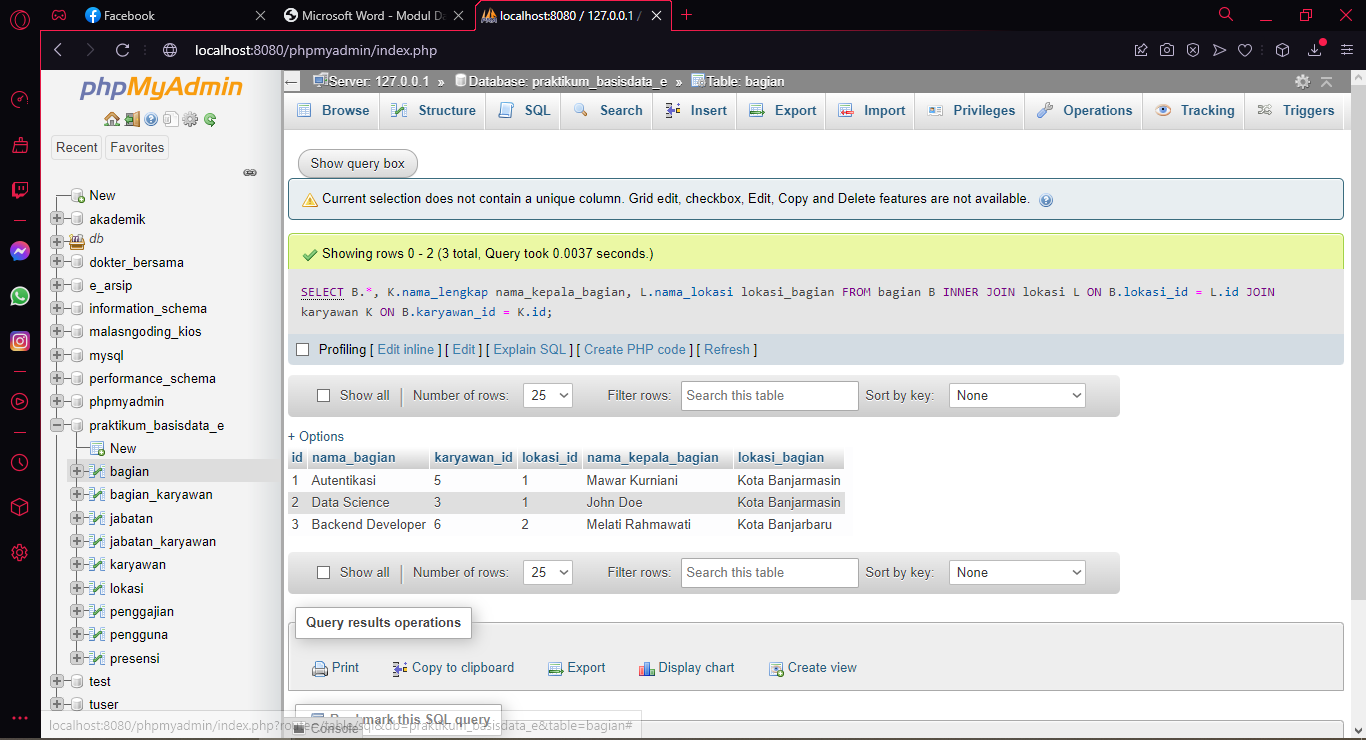 Facebook
Microsoft Word - Modul Da
localhost:8080 / 127.0.0.1 /
localhost:8080/phpmyadmin/index.php
phpMyAdmin
Recent Favorites
New
akademik
db
dokter_bersama
e_arsip
information_schema
malasngoding_kios
mysql
performance_schema
phpmyadmin
praktikum_basisdata_e
New
bagian
bagian_karyawan
jabatan
jabatan_karyawan
karyawan
lokasi
penggajian
pengguna
presensi
test
tuser
Server: 127.0.0.1 » Database: praktikum_basisdata_e » Table: bagian
Browse Structure SQL Search Insert Export Import Privileges Operations Tracking Triggers
Show query box
Current selection does not contain a unique column. Grid edit, checkbox, Edit, Copy and Delete features are not available.
Showing rows 0 - 2 (3 total, Query took 0.0037 seconds.)
SELECT B.*, K.nama_lengkap nama_kepala_bagian, L.nama_lokasi lokasi_bagian FROM bagian B INNER JOIN lokasi L ON B.lokasi_id = L.id JOIN
karyawan K ON B.karyawan_id = K.id;
Profiling [ Edit inline ] [ Edit ] [ Explain SQL ] [ Create PHP code ] [ Refresh ]
Show all | Number of rows: 25 Filter rows: Search this table Sort by key: None
+ Options
id nama_bagian karyawan_id lokasi_id nama_kepala_bagian lokasi_bagian
1 Autentikasi 5 1 Mawar Kurniani Kota Banjarmasin
2 Data Science 3 1 John Doe Kota Banjarmasin
3 Backend Developer 6 2 Melati Rahmawati Kota Banjarbaru
Show all | Number of rows: 25 Filter rows: Search this table Sort by key: None
Query results operations
Print Copy to clipboard Export Display chart Create view
mark this SQL query
Console
localhost:8080/phpmyadmin/index.php?route=/table/sql&db=praktikum_basisdata_e&table=bagian#